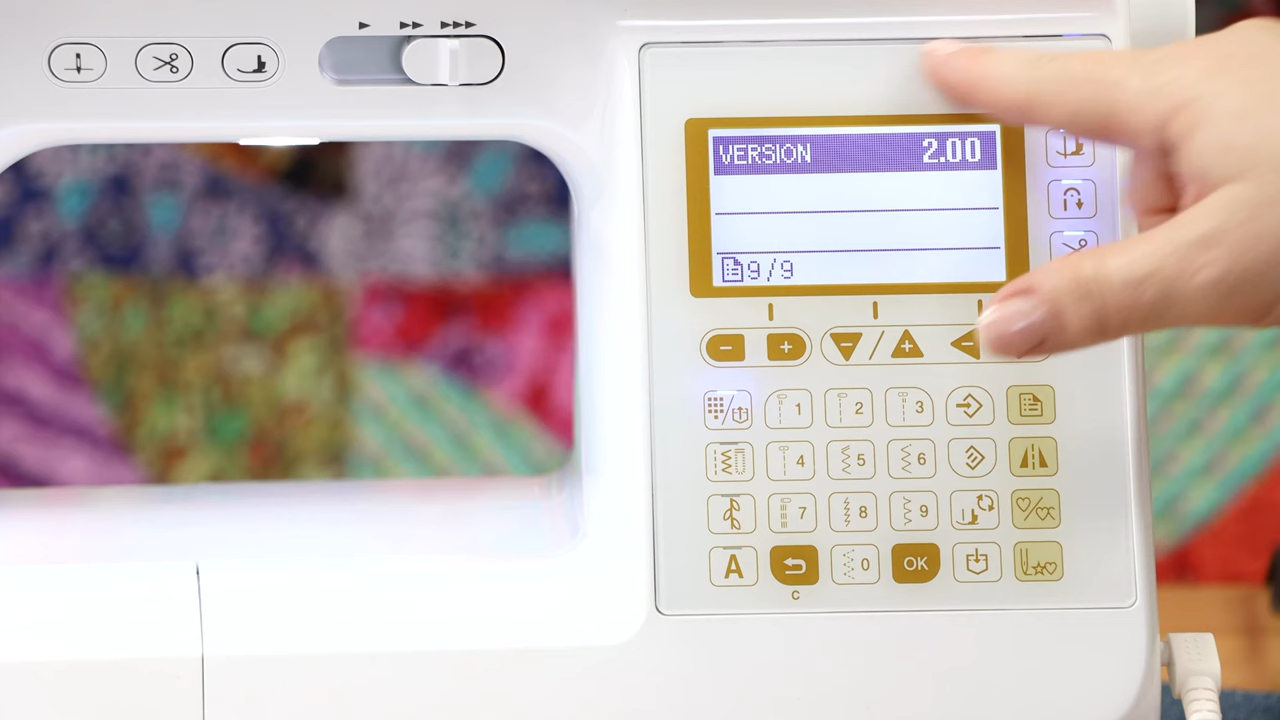 VERSION 2.00
9/9
- + - / + -
1 2 3
4 5 6
7 8 9
A 0 OK
C